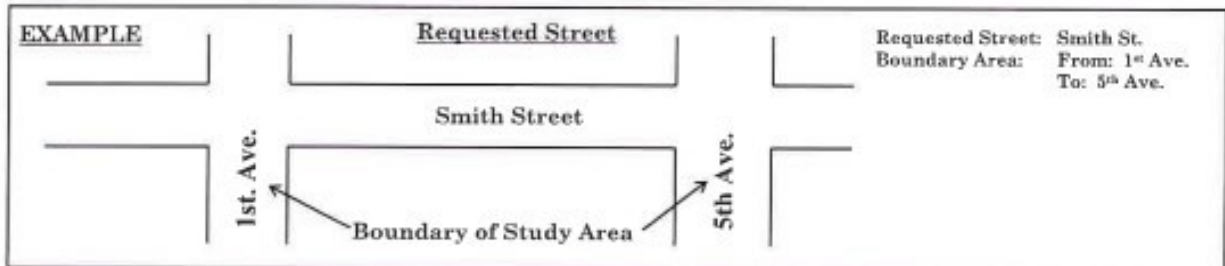 EXAMPLE
Requested Street
Requested Street: Smith St.
Boundary Area: From: 1st Ave.
To: 5th Ave.
Smith Street
1st. Ave.
5th Ave.
Boundary of Study Area